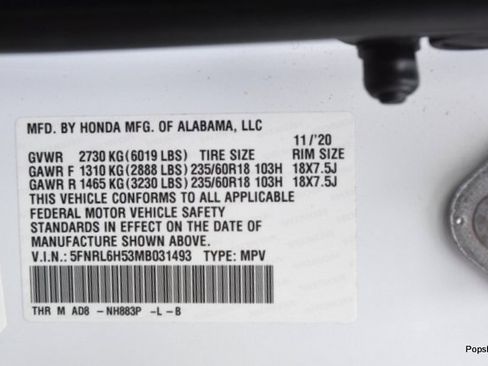 MFD. BY HONDA MFG. OF ALABAMA, LLC
11/'20
GVWR 2730 KG(6019 LBS) TIRE SIZE RIM SIZE
GAWR F 1310 KG(2888 LBS)235/60R18 103H 18X7.5J
GAWR R 1465 KG(3230 LBS)235/60R18 103H 18X7.5J
THIS VEHICLE CONFORMS TO ALL APPLICABLE
FEDERAL MOTOR VEHICLE SAFETY
STANDARDS IN EFFECT ON THE DATE OF
MANUFACTURE SHOWN ABOVE.
V.I.N.: 5FNRL6H53MB031493 TYPE: MPV
THR M AD8 - NH883P -L - B